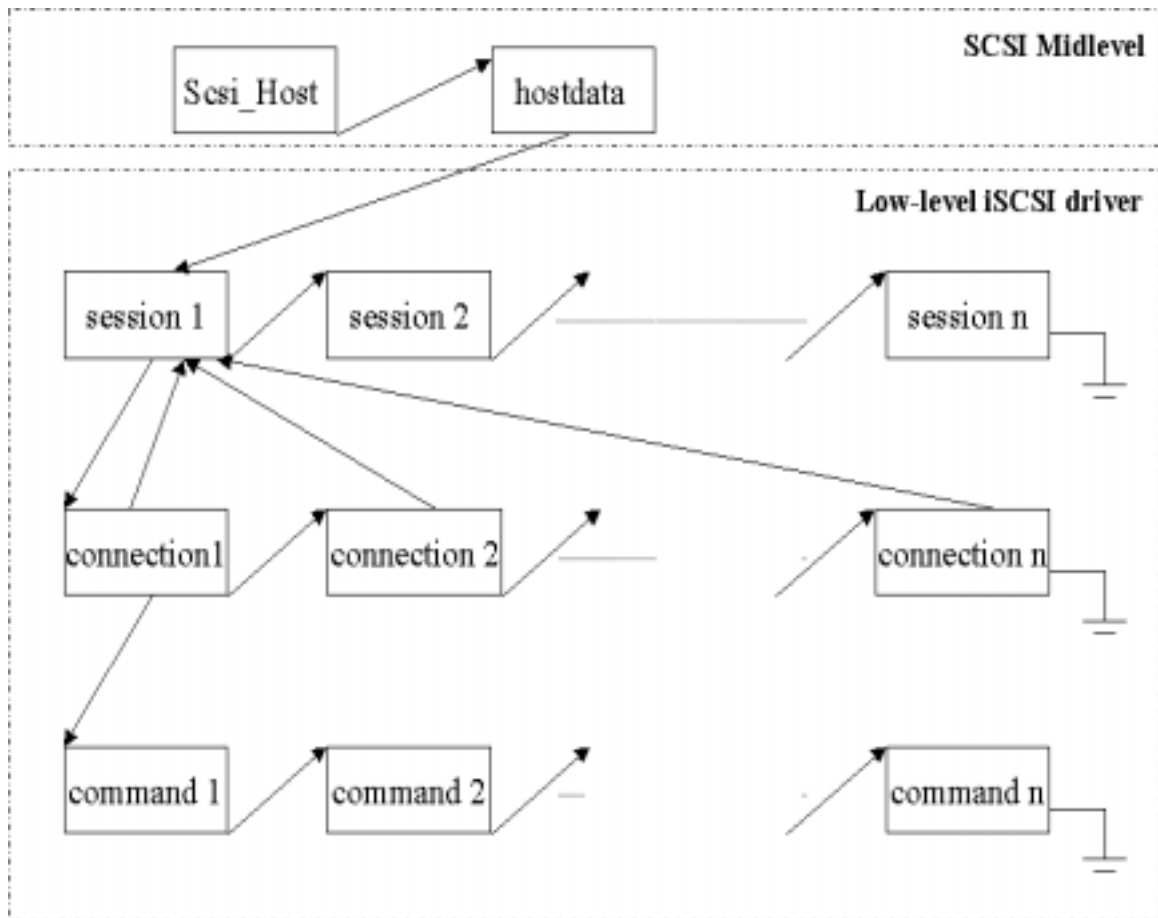 SCSI Midlevel
Scsi_Host
hostdata
Low-level iSCSI driver
session 1
session 2
session n
connection1
connection 2
connection n
command 1
command 2
command n